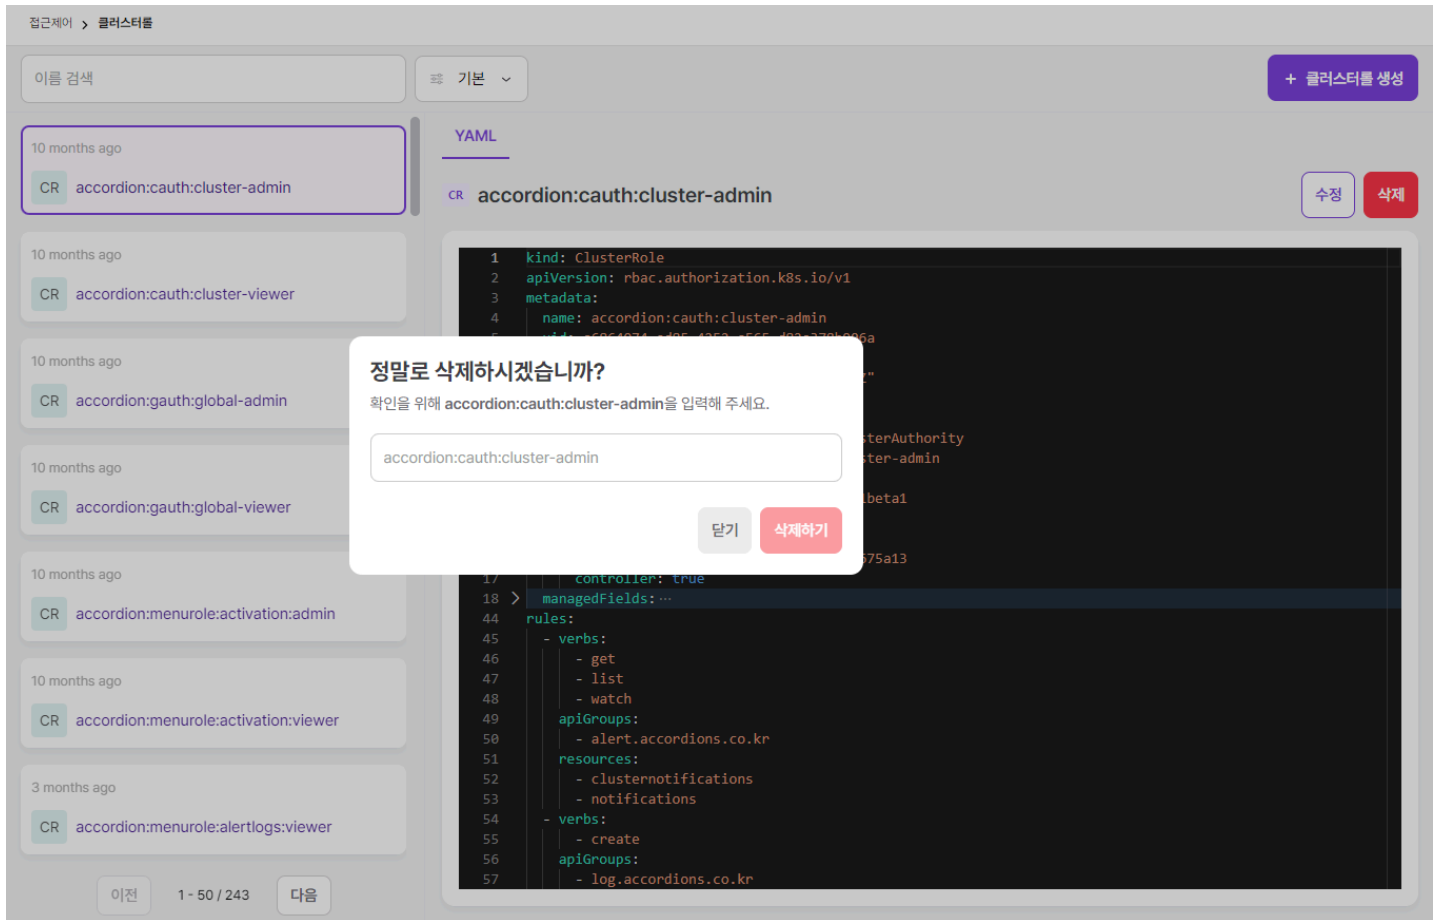 접근제어 > 클러스터롤
이름 검색
기본
+ 클러스터롤 생성
10 months ago
CR accordion:cauth:cluster-admin
10 months ago
CR accordion:cauth:cluster-viewer
10 months ago
CR accordion:gauth:global-admin
10 months ago
CR accordion:gauth:global-viewer
10 months ago
CR accordion:menurole:activation:admin
10 months ago
CR accordion:menurole:activation:viewer
3 months ago
CR accordion:menurole:alertlogs:viewer
이전 1 - 50 / 243 다음
YAML
CR accordion:cauth:cluster-admin
수정 삭제
1 kind: ClusterRole
2 apiVersion: rbac.authorization.k8s.io/v1
3 metadata:
4 name: accordion:cauth:cluster-admin
정말로 삭제하시겠습니까?
확인을 위해 accordion:cauth:cluster-admin을 입력해 주세요.
accordion:cauth:cluster-admin
닫기 삭제하기
sterAuthority
ster-admin
beta1
575a13
17 controller: true
18 > managedFields: ···
44 rules:
45 - verbs:
46 - get
47 - list
48 - watch
49 apiGroups:
50 - alert.accordions.co.kr
51 resources:
52 - clusternotifications
53 - notifications
54 - verbs:
55 - create
56 apiGroups:
57 - log.accordions.co.kr